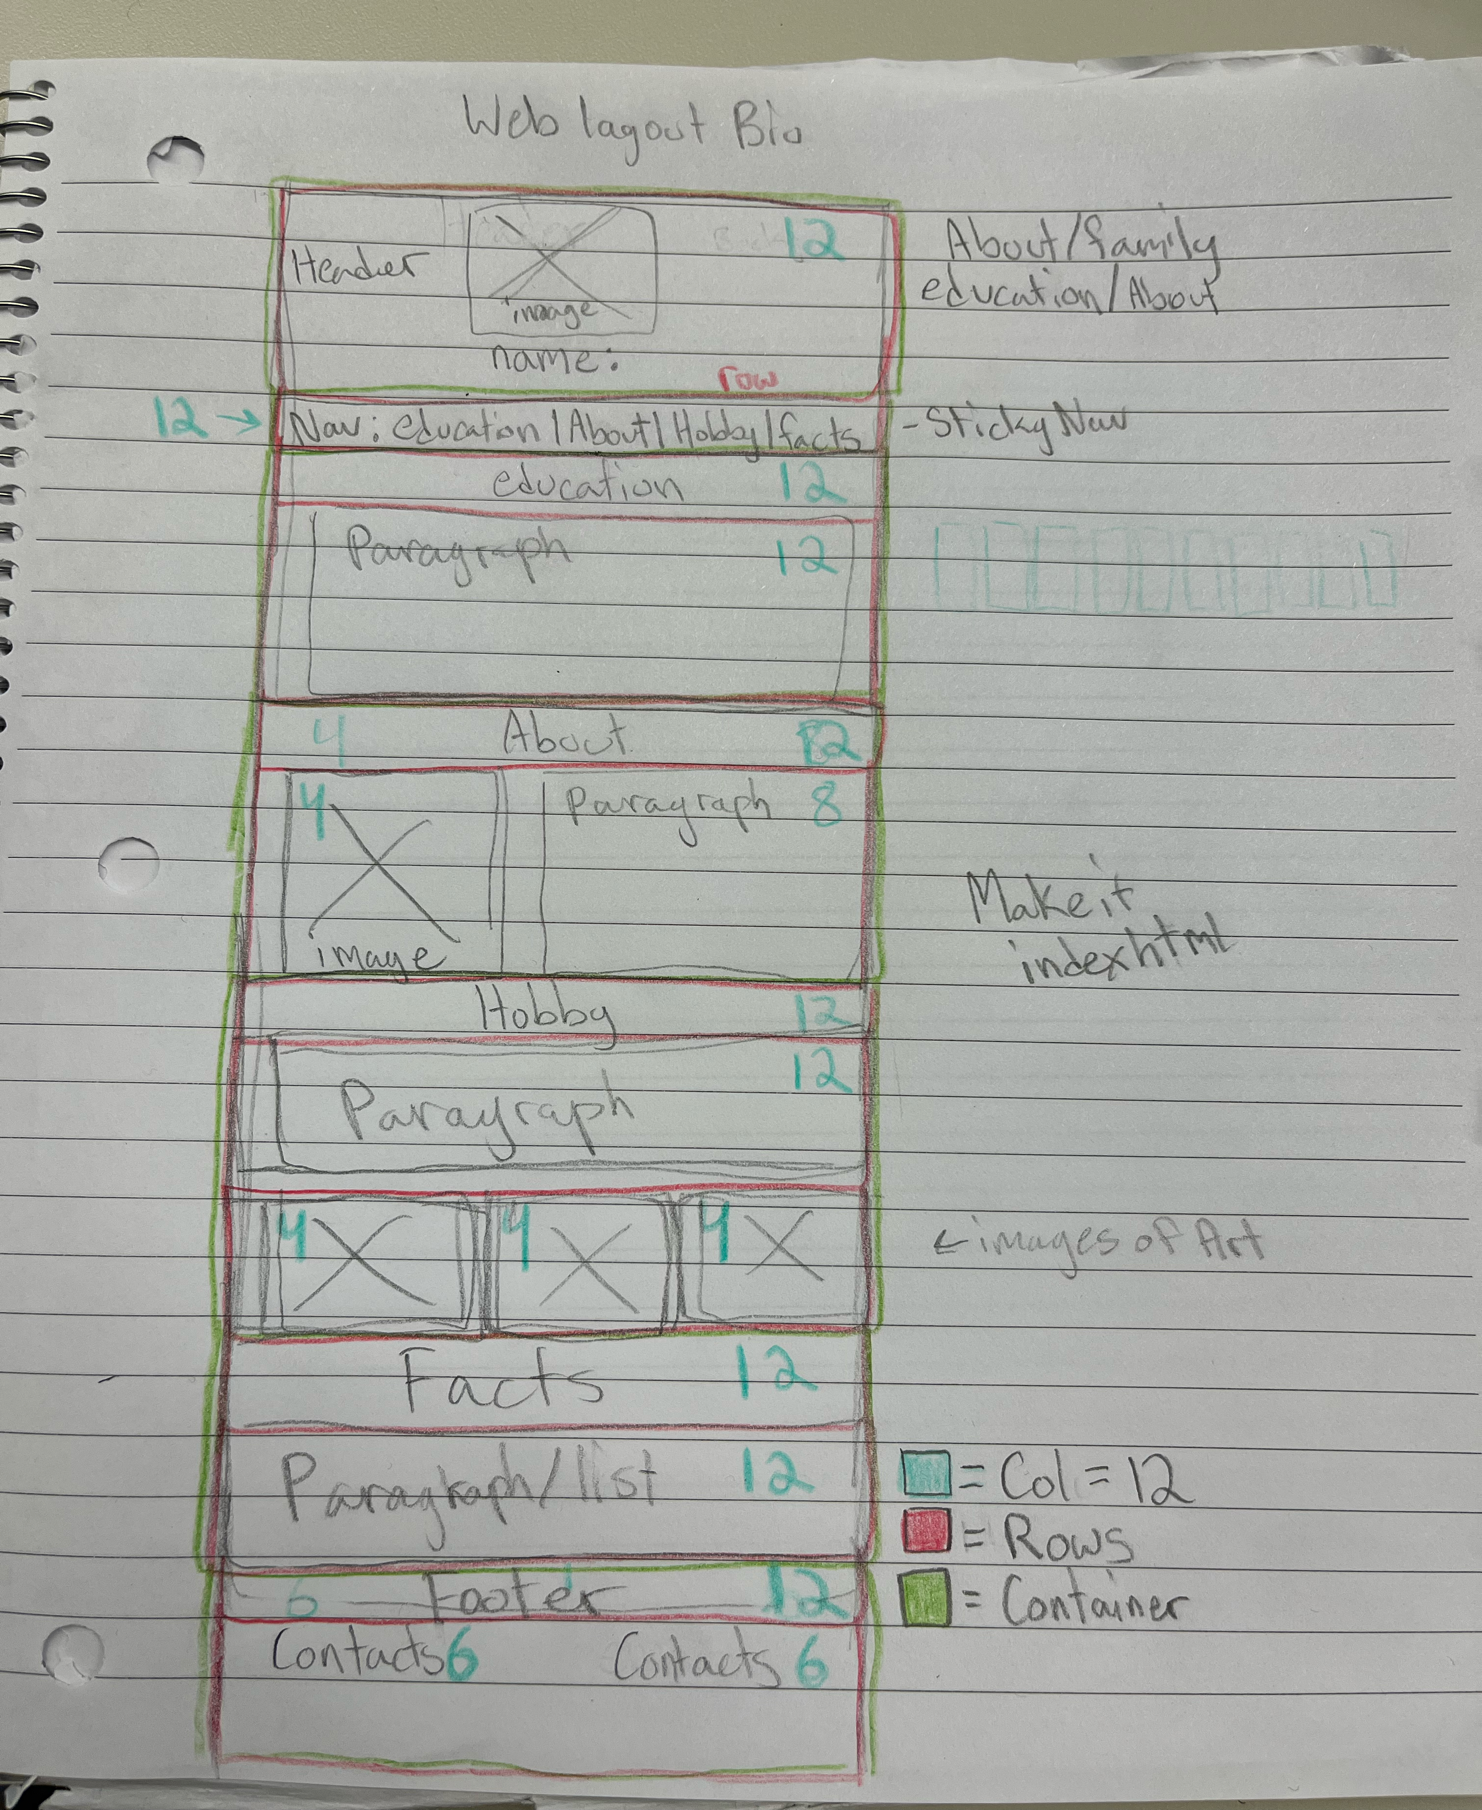 Web layout Bio
Header
image
12
name:
row
About/family
education/About
12 → Nav: education | About | Hobby | facts
- Sticky Nav
education 12
Paragraph 12
4 About 12
4
image
Paragraph 8
Make it
indexhtml
Hobby 12
12
Paragraph
4 4 4
← images of Art
Facts 12
Paragraph/list 12
= Col = 12
= Rows
= Container
6 Footer 12
Contacts 6 Contacts 6